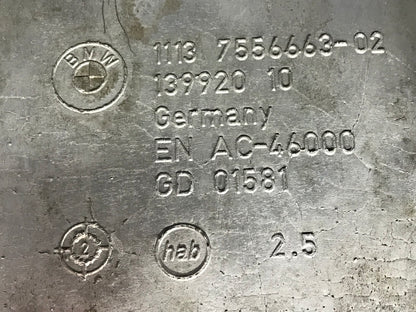 BMW
1113 7556663-02
139920 10
Germany
EN AC-46000
GD 01581
hab 2.5